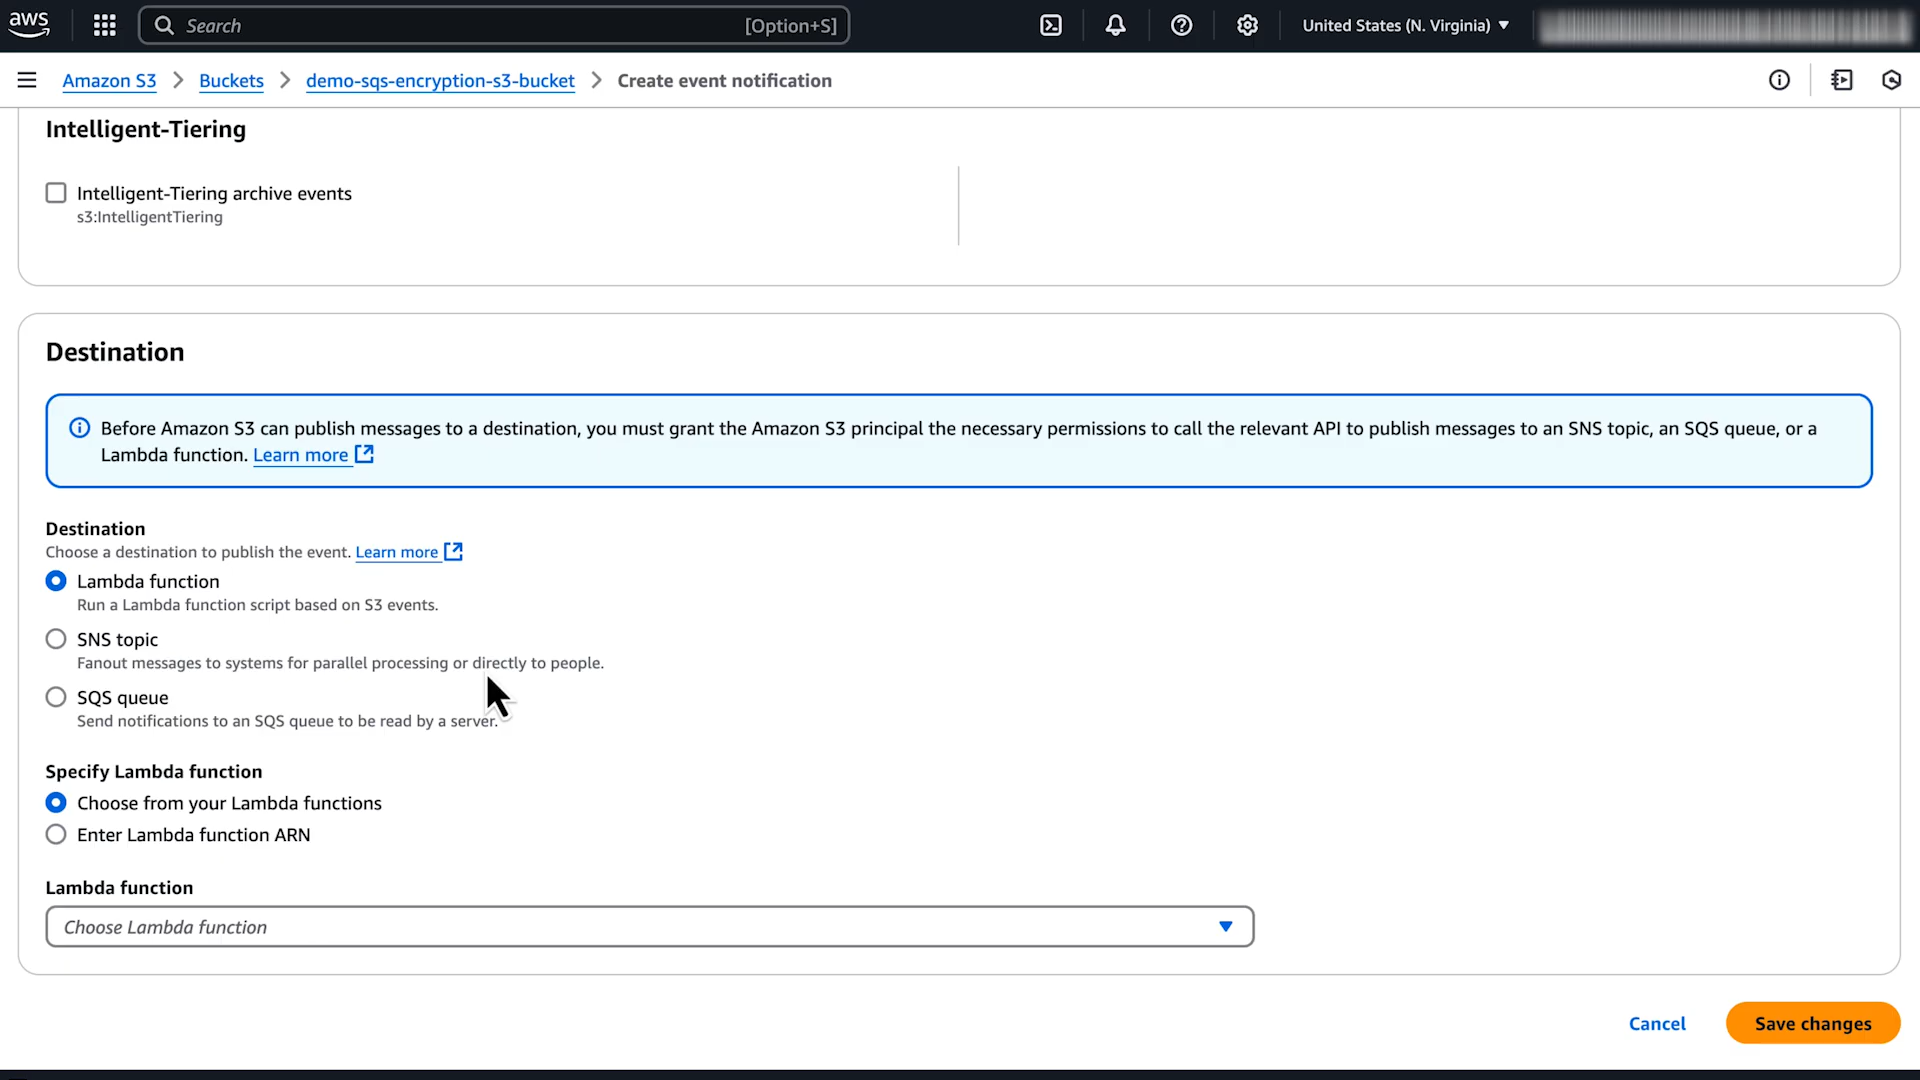 aws
Search
[Option+S]
United States (N. Virginia)
Amazon S3
Buckets
demo-sqs-encryption-s3-bucket
Create event notification
Intelligent-Tiering
Intelligent-Tiering archive events
s3:IntelligentTiering
Destination
Before Amazon S3 can publish messages to a destination, you must grant the Amazon S3 principal the necessary permissions to call the relevant API to publish messages to an SNS topic, an SQS queue, or a
Lambda function. Learn more
Destination
Choose a destination to publish the event. Learn more
Lambda function
Run a Lambda function script based on S3 events.
SNS topic
Fanout messages to systems for parallel processing or directly to people.
SQS queue
Send notifications to an SQS queue to be read by a server.
Specify Lambda function
Choose from your Lambda functions
Enter Lambda function ARN
Lambda function
Choose Lambda function
Cancel
Save changes